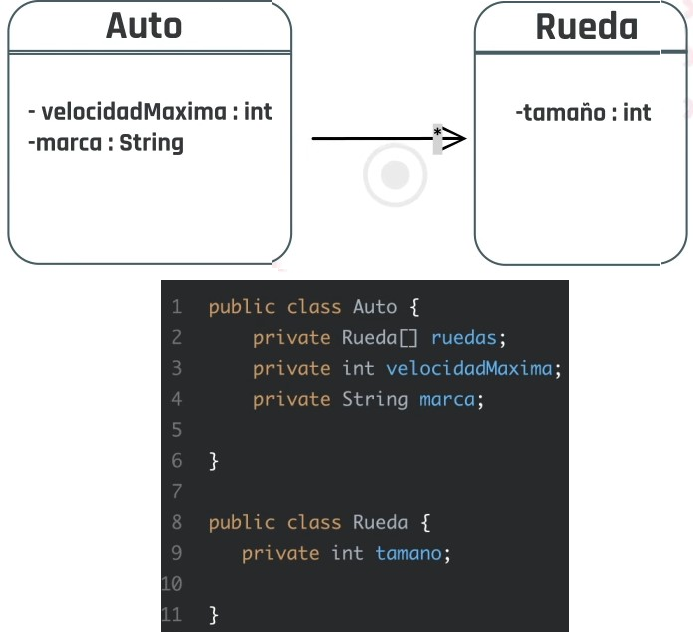 Auto
- velocidadMaxima : int
-marca : String
*
Rueda
-tamaño : int
1 public class Auto {
2 private Rueda[] ruedas;
3 private int velocidadMaxima;
4 private String marca;
5
6 }
7
8 public class Rueda {
9 private int tamano;
10
11 }